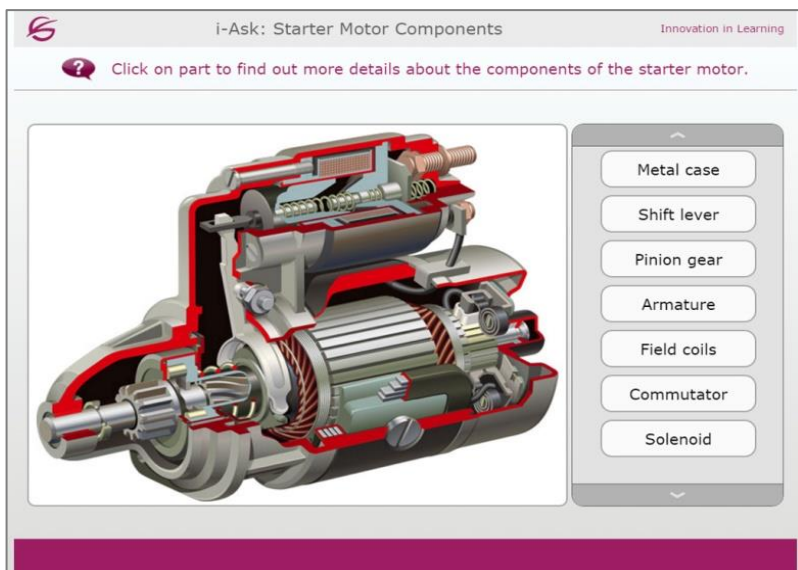 i-Ask: Starter Motor Components
Innovation in Learning
?
Click on part to find out more details about the components of the starter motor.
Metal case
Shift lever
Pinion gear
Armature
Field coils
Commutator
Solenoid